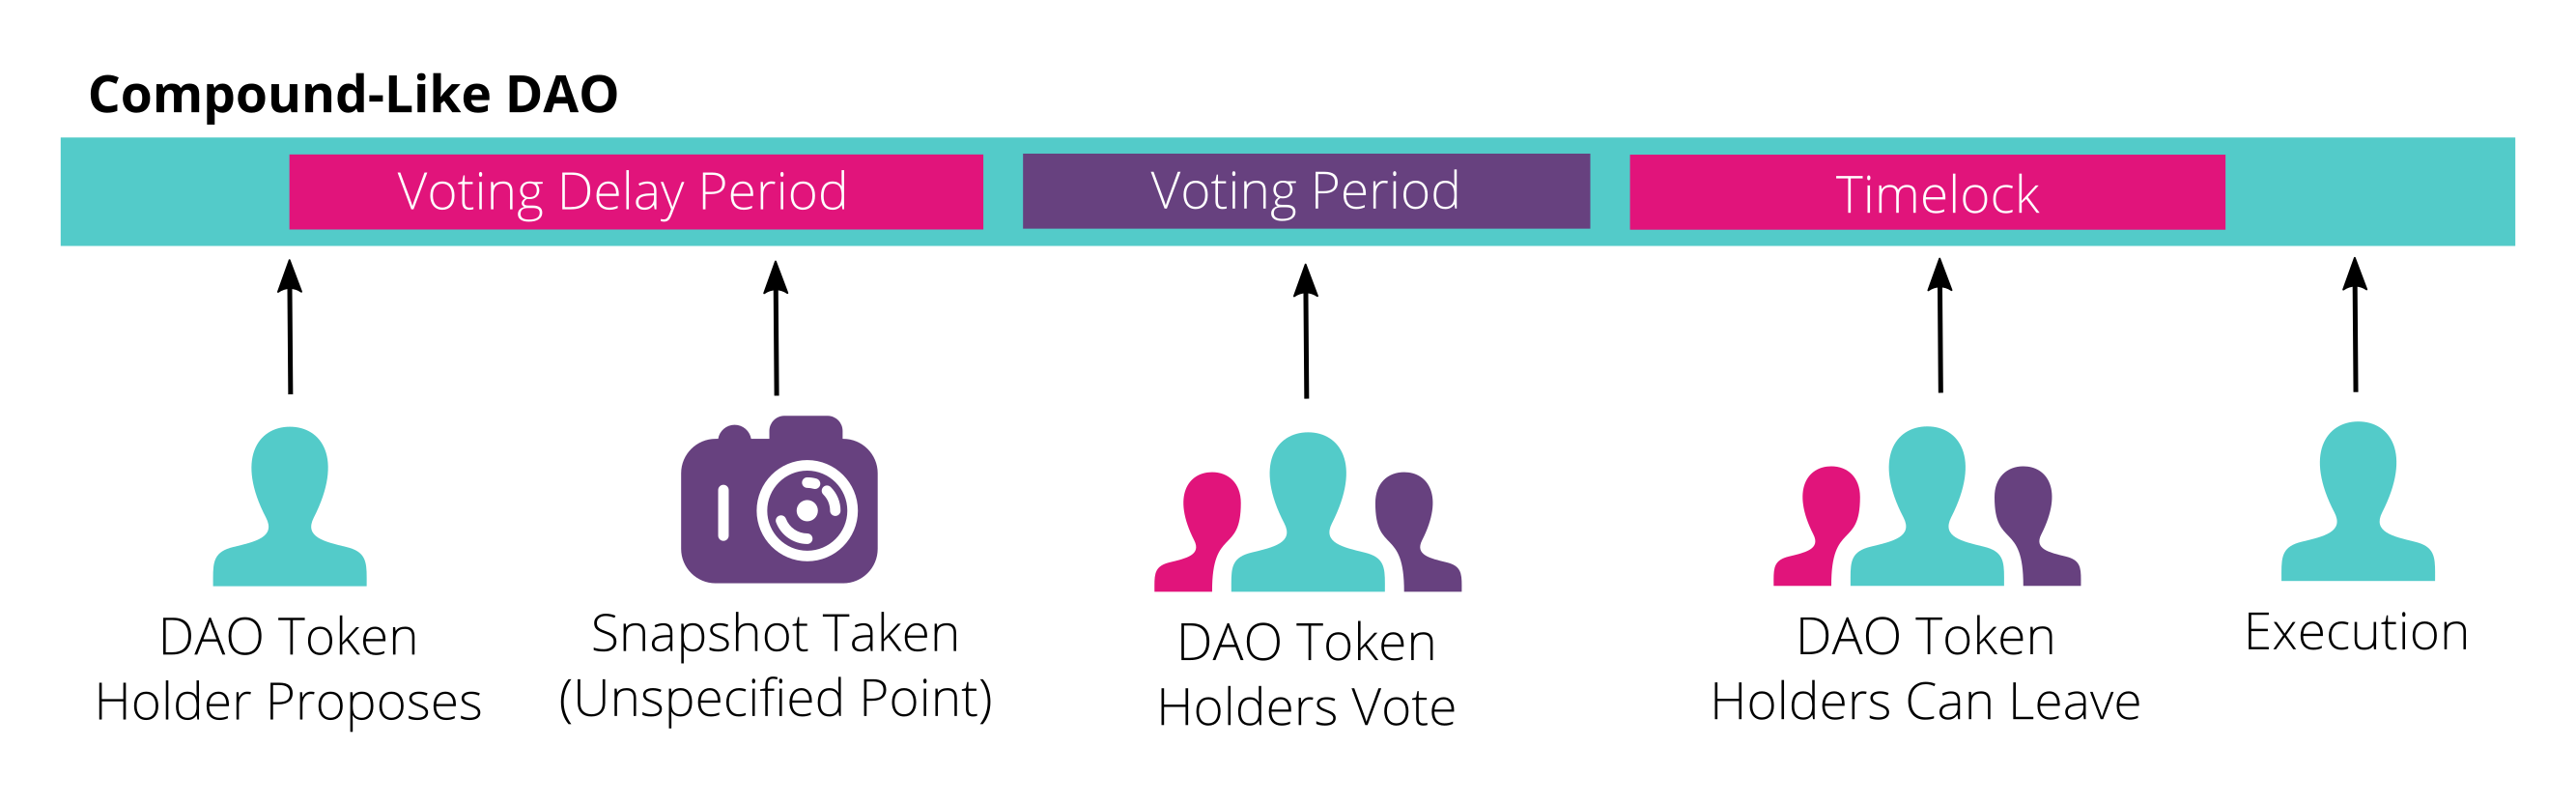 Compound-Like DAO
Voting Delay Period
Voting Period
Timelock
DAO Token
Holder Proposes
Snapshot Taken
(Unspecified Point)
DAO Token
Holders Vote
DAO Token
Holders Can Leave
Execution